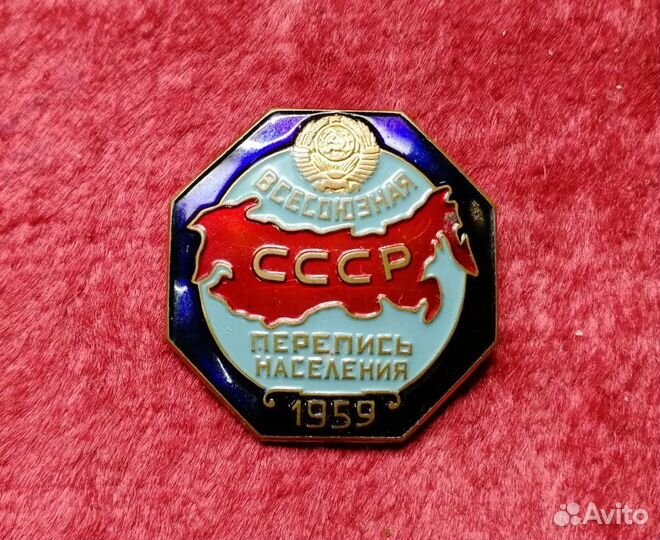 ВСЕСОЮЗНАЯ
СССР
ПЕРЕПИСЬ
НАСЕЛЕНИЯ
1959
Avito